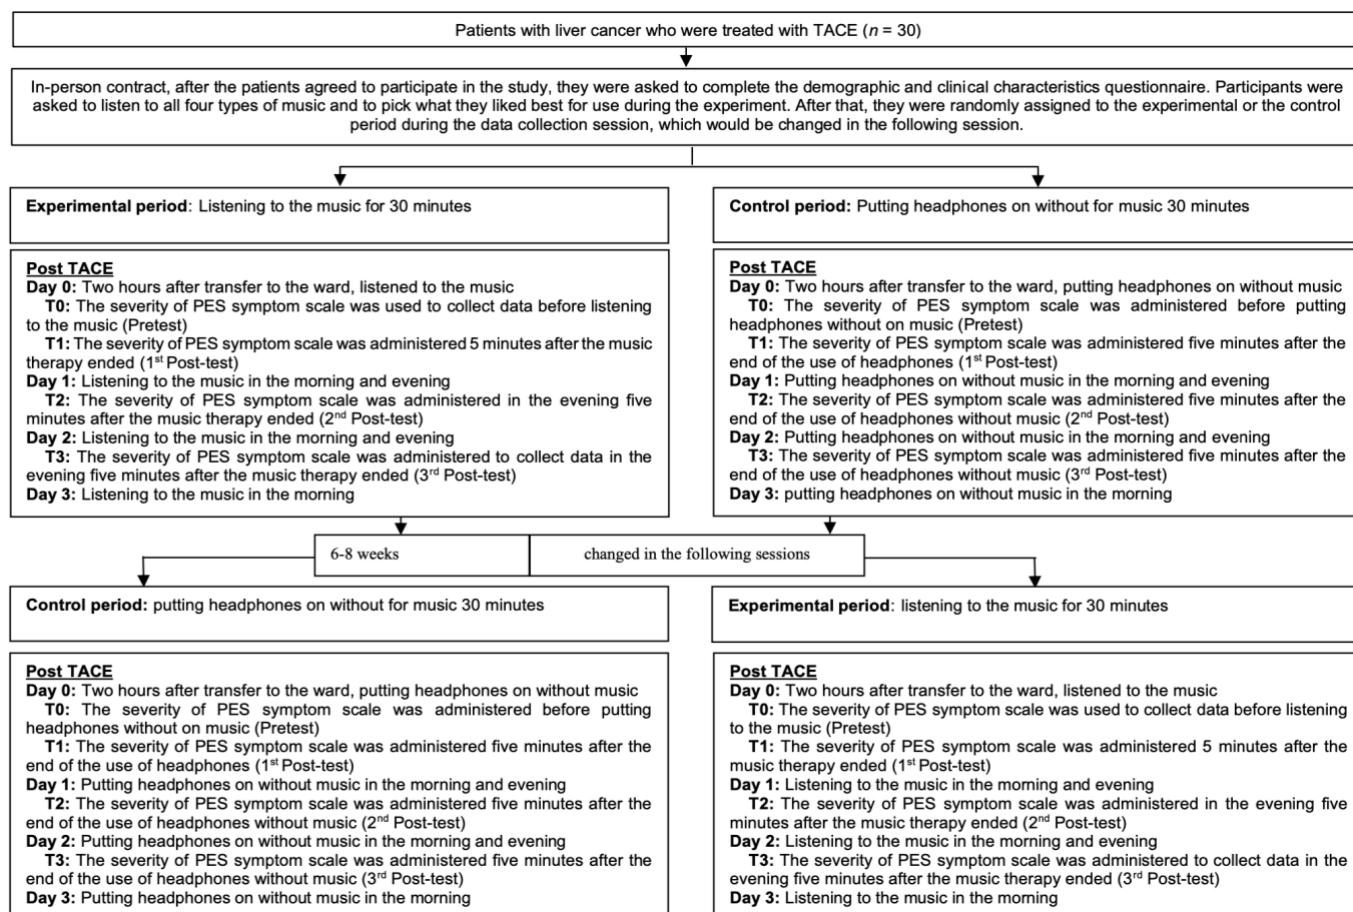 Patients with liver cancer who were treated with TACE (n = 30)
In-person contract, after the patients agreed to participate in the study, they were asked to complete the demographic and clinical characteristics questionnaire. Participants were
asked to listen to all four types of music and to pick what they liked best for use during the experiment. After that, they were randomly assigned to the experimental or the control
period during the data collection session, which would be changed in the following session.
Experimental period: Listening to the music for 30 minutes
Post TACE
Day 0: Two hours after transfer to the ward, listened to the music
T0: The severity of PES symptom scale was used to collect data before listening
to the music (Pretest)
T1: The severity of PES symptom scale was administered 5 minutes after the music
therapy ended (1st Post-test)
Day 1: Listening to the music in the morning and evening
T2: The severity of PES symptom scale was administered in the evening five
minutes after the music therapy ended (2nd Post-test)
Day 2: Listening to the music in the morning and evening
T3: The severity of PES symptom scale was administered to collect data in the
evening five minutes after the music therapy ended (3rd Post-test)
Day 3: Listening to the music in the morning
Control period: Putting headphones on without for music 30 minutes
Post TACE
Day 0: Two hours after transfer to the ward, putting headphones on without music
T0: The severity of PES symptom scale was administered before putting
headphones without on music (Pretest)
T1: The severity of PES symptom scale was administered five minutes after the
end of the use of headphones (1st Post-test)
Day 1: Putting headphones on without music in the morning and evening
T2: The severity of PES symptom scale was administered five minutes after the
end of the use of headphones without music (2nd Post-test)
Day 2: Putting headphones on without music in the morning and evening
T3: The severity of PES symptom scale was administered five minutes after the
end of the use of headphones without music (3rd Post-test)
Day 3: putting headphones on without music in the morning
6-8 weeks
changed in the following sessions
Control period: putting headphones on without for music 30 minutes
Post TACE
Day 0: Two hours after transfer to the ward, putting headphones on without music
T0: The severity of PES symptom scale was administered before putting
headphones without on music (Pretest)
T1: The severity of PES symptom scale was administered five minutes after the
end of the use of headphones (1st Post-test)
Day 1: Putting headphones on without music in the morning and evening
T2: The severity of PES symptom scale was administered five minutes after the
end of the use of headphones without music (2nd Post-test)
Day 2: Putting headphones on without music in the morning and evening
T3: The severity of PES symptom scale was administered five minutes after the
end of the use of headphones without music (3rd Post-test)
Day 3: Putting headphones on without music in the morning
Experimental period: listening to the music for 30 minutes
Post TACE
Day 0: Two hours after transfer to the ward, listened to the music
T0: The severity of PES symptom scale was used to collect data before listening
to the music (Pretest)
T1: The severity of PES symptom scale was administered 5 minutes after the
music therapy ended (1st Post-test)
Day 1: Listening to the music in the morning and evening
T2: The severity of PES symptom scale was administered in the evening five
minutes after the music therapy ended (2nd Post-test)
Day 2: Listening to the music in the morning and evening
T3: The severity of PES symptom scale was administered to collect data in the
evening five minutes after the music therapy ended (3rd Post-test)
Day 3: Listening to the music in the morning